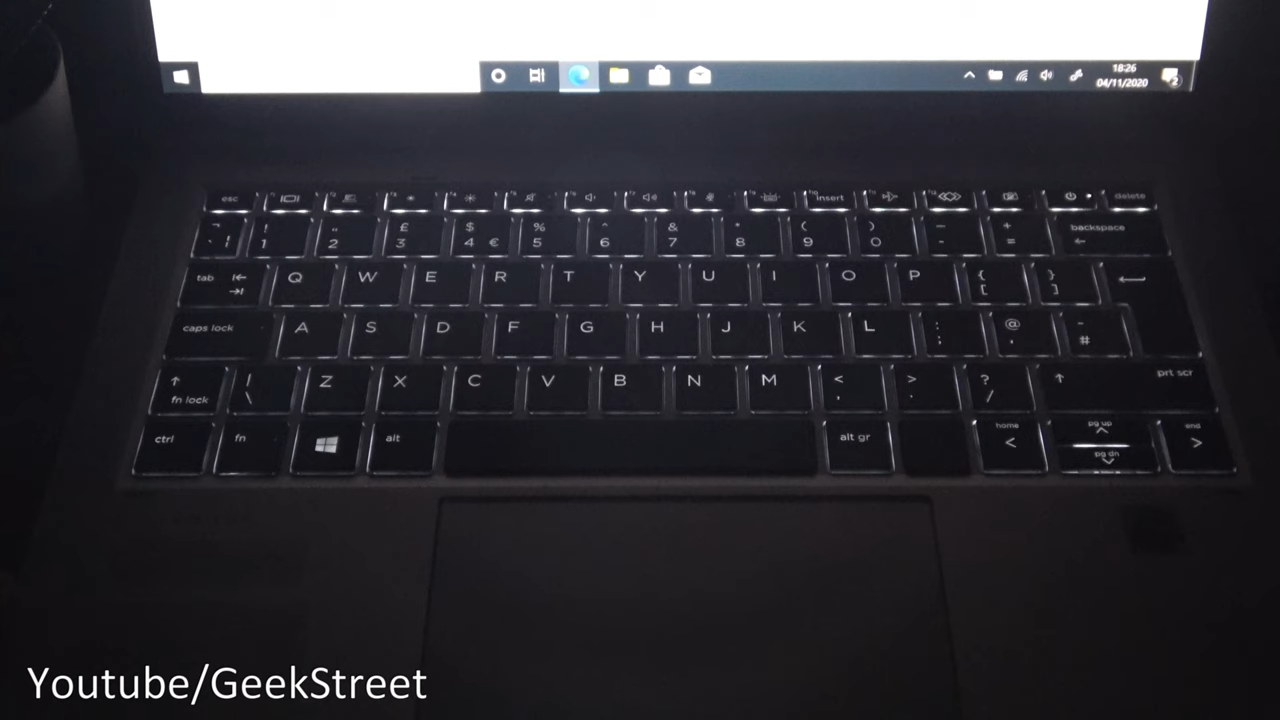 18:26
04/11/2020
2
esc insert delete
¬ ! " £ $ % ^ & * ( ) _ + backspace
` ¦ 1 2 3 4 € 5 6 7 8 9 0 - = ←
tab Q W E R T Y U I O P { }
[ ]
caps lock A S D F G H J K L : @ ~
; ' #
| Z X C V B N M < > ? prt scr
fn lock \ , . /
ctrl fn alt alt gr home pg up end
pg dn
Youtube/GeekStreet